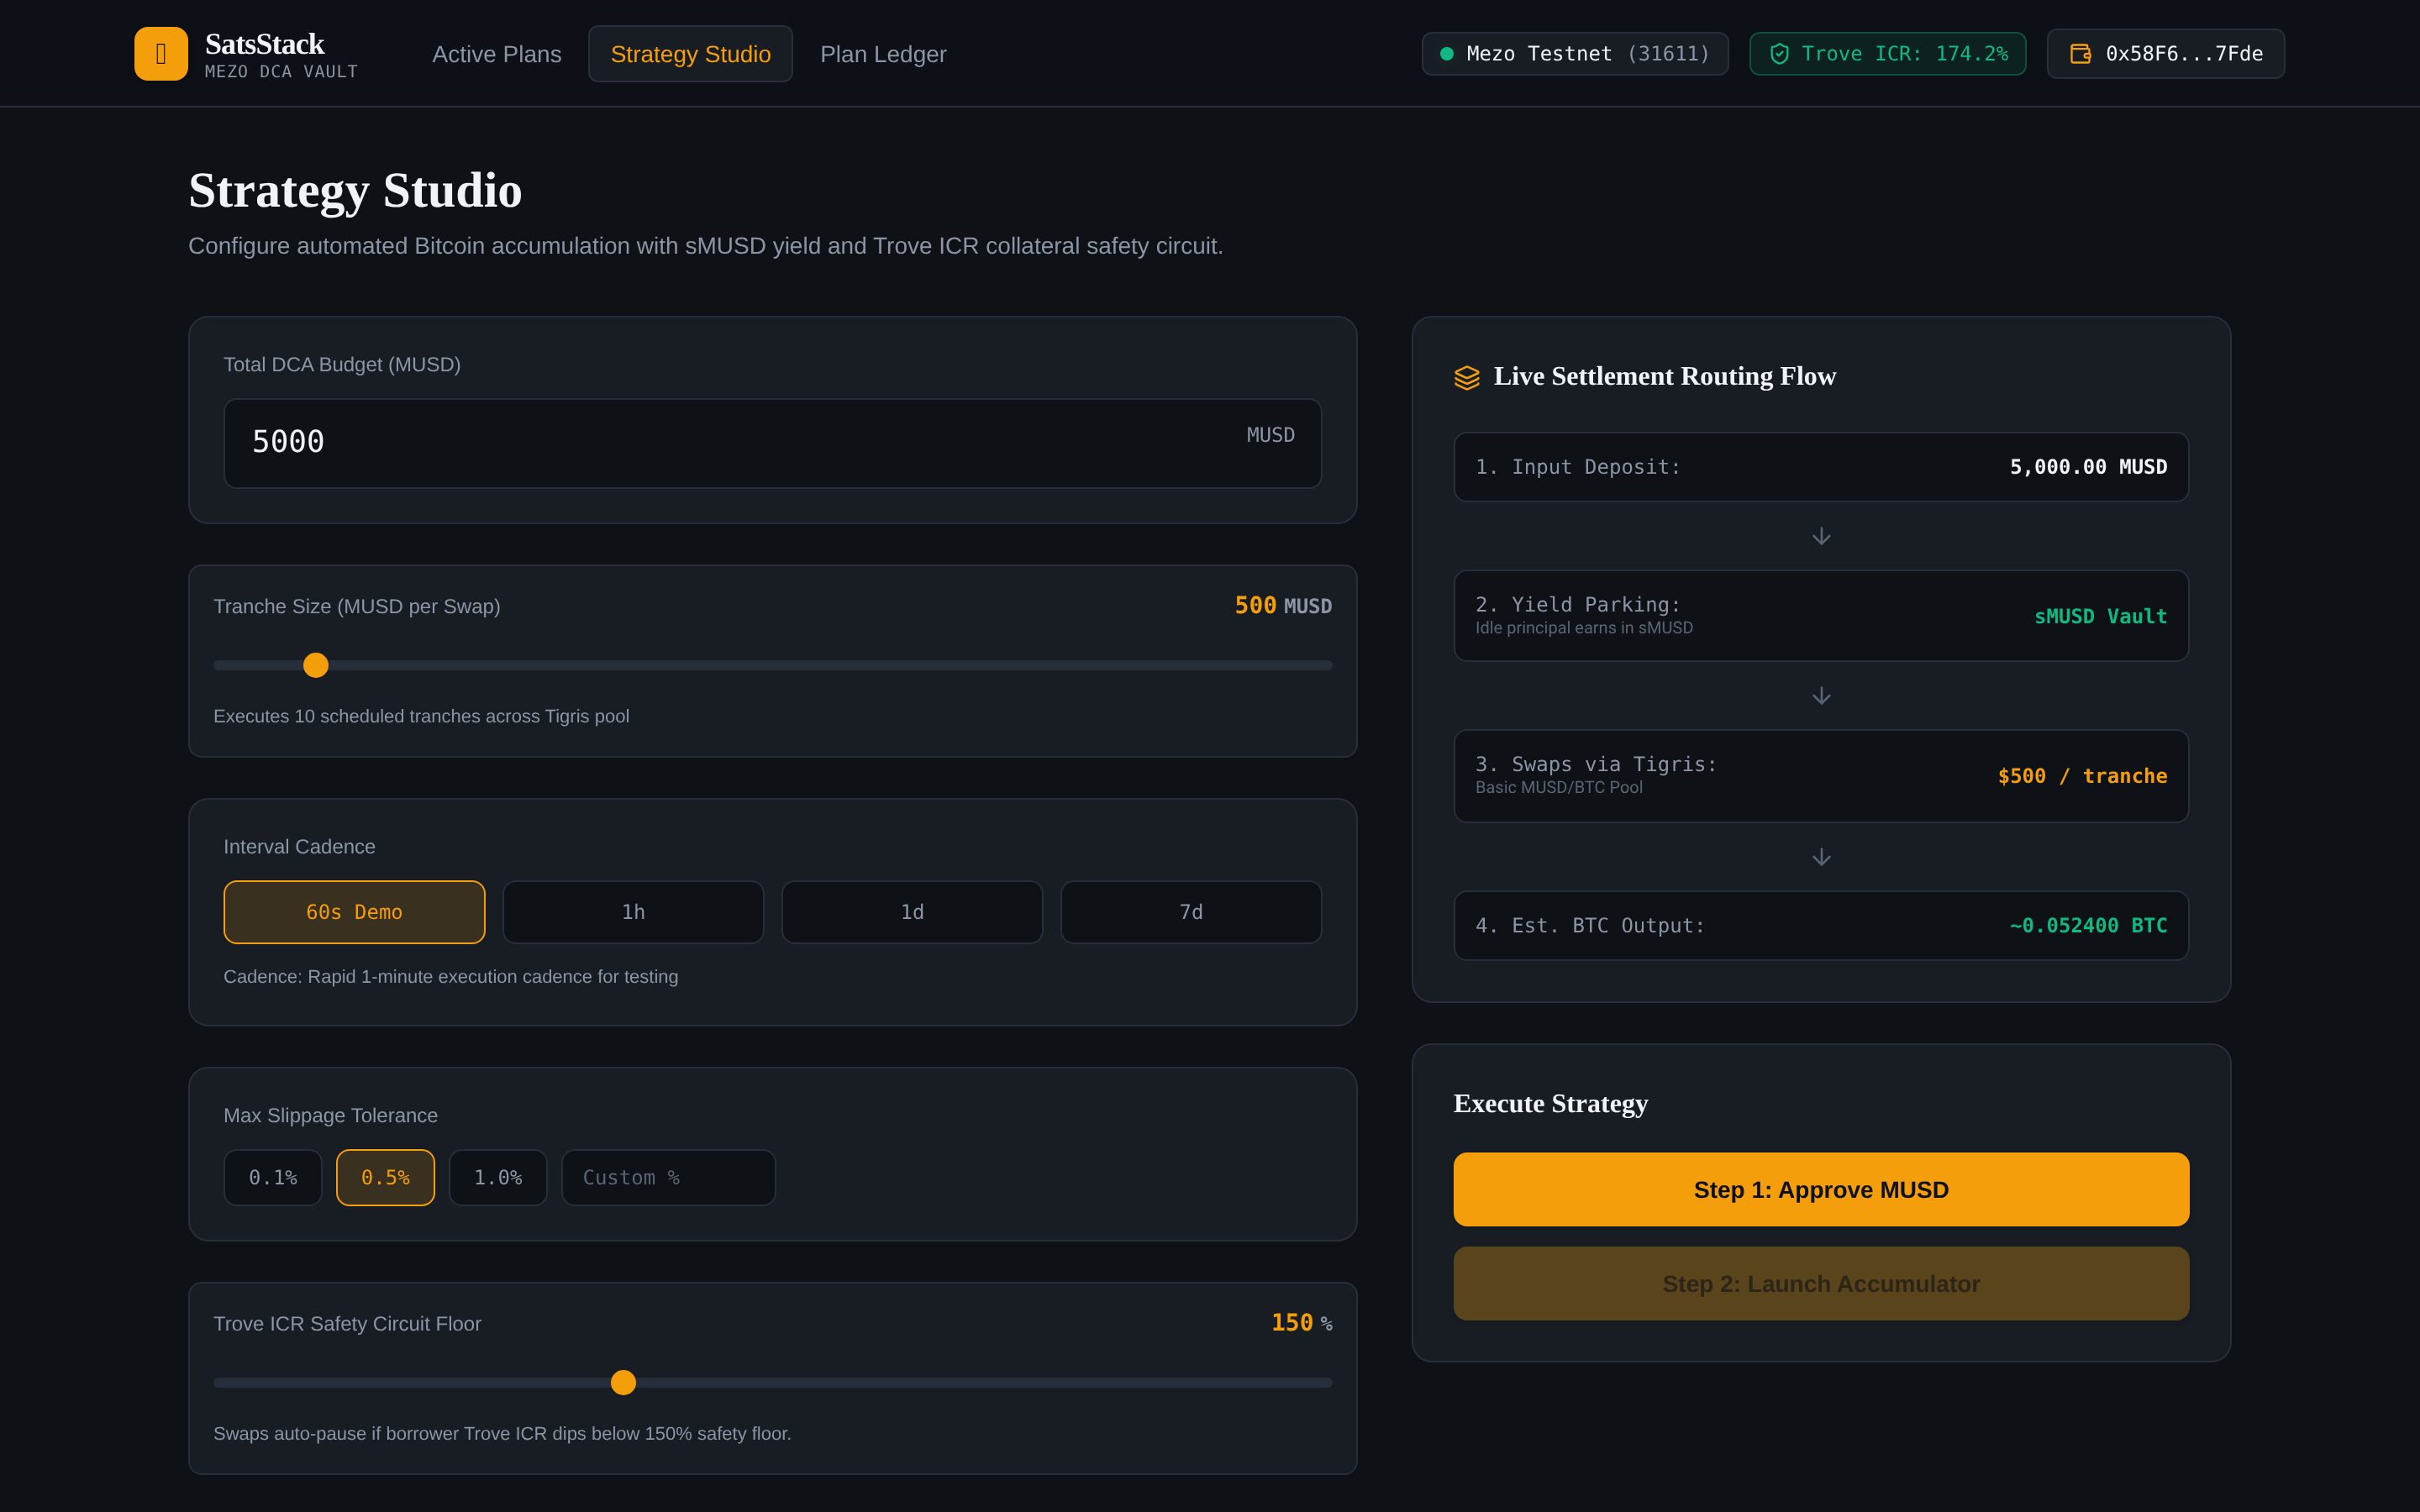 SatsStack
MEZO DCA VAULT
Active Plans
Strategy Studio
Plan Ledger
Mezo Testnet (31611)
Trove ICR: 174.2%
0x58F6...7Fde
Strategy Studio
Configure automated Bitcoin accumulation with sMUSD yield and Trove ICR collateral safety circuit.
Total DCA Budget (MUSD)
5000
MUSD
Tranche Size (MUSD per Swap)
500 MUSD
Executes 10 scheduled tranches across Tigris pool
Interval Cadence
60s Demo
1h
1d
7d
Cadence: Rapid 1-minute execution cadence for testing
Max Slippage Tolerance
0.1%
0.5%
1.0%
Custom %
Trove ICR Safety Circuit Floor
150 %
Swaps auto-pause if borrower Trove ICR dips below 150% safety floor.
Live Settlement Routing Flow
1. Input Deposit:
5,000.00 MUSD
2. Yield Parking:
Idle principal earns in sMUSD
sMUSD Vault
3. Swaps via Tigris:
Basic MUSD/BTC Pool
$500 / tranche
4. Est. BTC Output:
~0.052400 BTC
Execute Strategy
Step 1: Approve MUSD
Step 2: Launch Accumulator